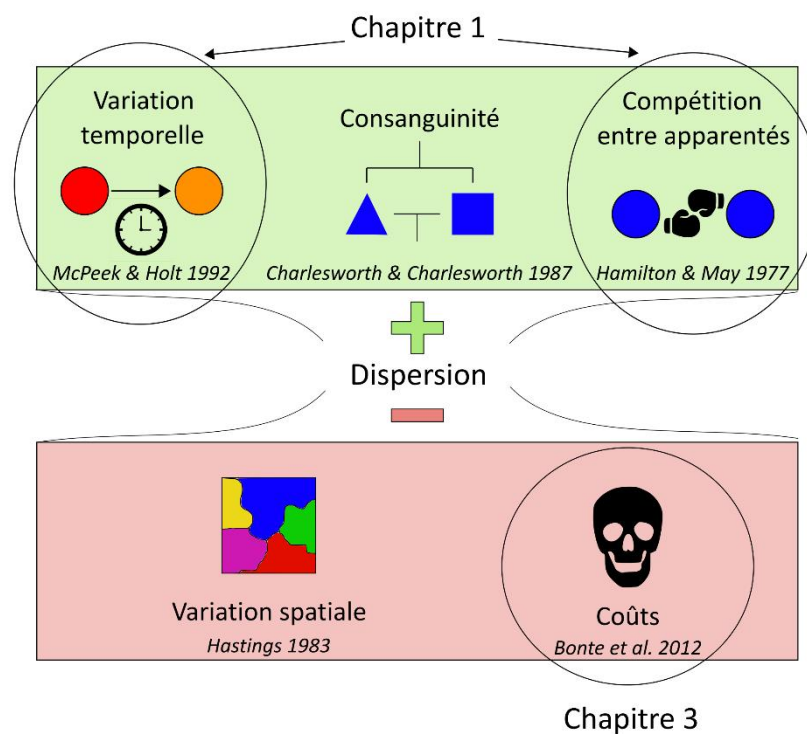 Chapitre 1
Variation
temporelle
McPeek & Holt 1992
Consanguinité
Charlesworth & Charlesworth 1987
Compétition
entre apparentés
Hamilton & May 1977
Dispersion
Variation spatiale
Hastings 1983
Coûts
Bonte et al. 2012
Chapitre 3